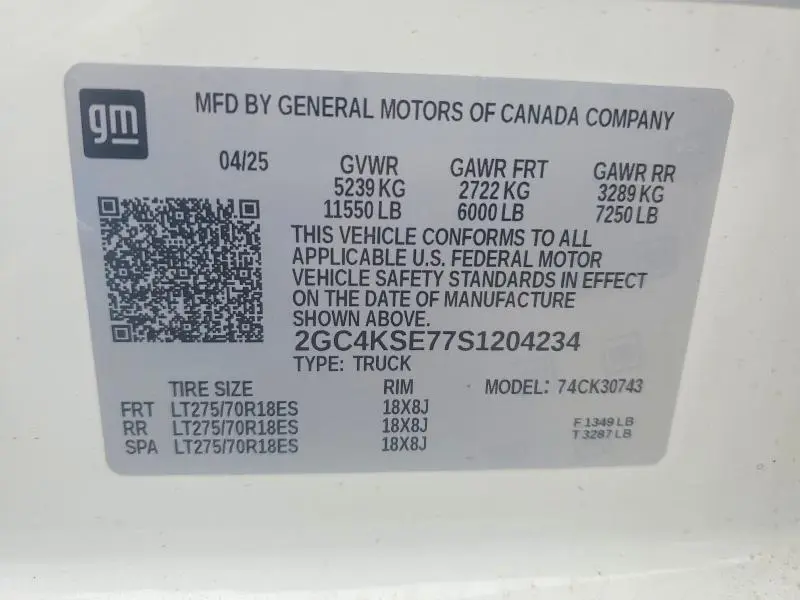 gm
MFD BY GENERAL MOTORS OF CANADA COMPANY
04/25 GVWR GAWR FRT GAWR RR
5239 KG 2722 KG 3289 KG
11550 LB 6000 LB 7250 LB
THIS VEHICLE CONFORMS TO ALL
APPLICABLE U.S. FEDERAL MOTOR
VEHICLE SAFETY STANDARDS IN EFFECT
ON THE DATE OF MANUFACTURE
SHOWN ABOVE.
2GC4KSE77S1204234
TYPE: TRUCK
TIRE SIZE RIM MODEL: 74CK30743
FRT LT275/70R18ES 18X8J
RR LT275/70R18ES 18X8J F 1349 LB
SPA LT275/70R18ES 18X8J T 3287 LB